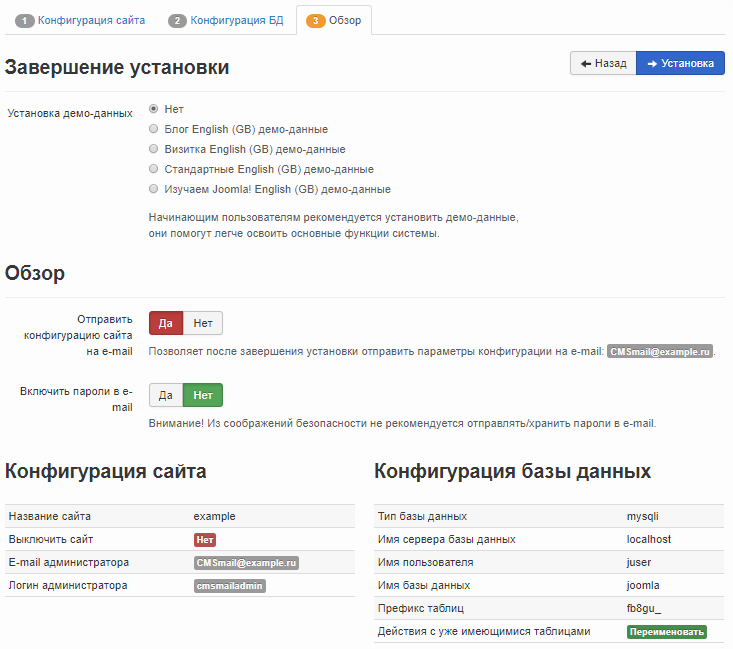 1 Конфигурация сайта 2 Конфигурация БД 3 Обзор
Завершение установки
Назад Установка
Установка демо-данных
Нет
Блог English (GB) демо-данные
Визитка English (GB) демо-данные
Стандартные English (GB) демо-данные
Изучаем Joomla! English (GB) демо-данные
Начинающим пользователям рекомендуется установить демо-данные,
они помогут легче освоить основные функции системы.
Обзор
Отправить
конфигурацию сайта
на e-mail
Да Нет
Позволяет после завершения установки отправить параметры конфигурации на e-mail: CMSmail@example.ru.
Включить пароли в e-
mail
Да Нет
Внимание! Из соображений безопасности не рекомендуется отправлять/хранить пароли в e-mail.
Конфигурация сайта
Название сайта example
Выключить сайт Нет
E-mail администратора CMSmail@example.ru
Логин администратора cmsmailadmin
Конфигурация базы данных
Тип базы данных mysqli
Имя сервера базы данных localhost
Имя пользователя juser
Имя базы данных joomla
Префикс таблиц fb8gu_
Действия с уже имеющимися таблицами Переименовать